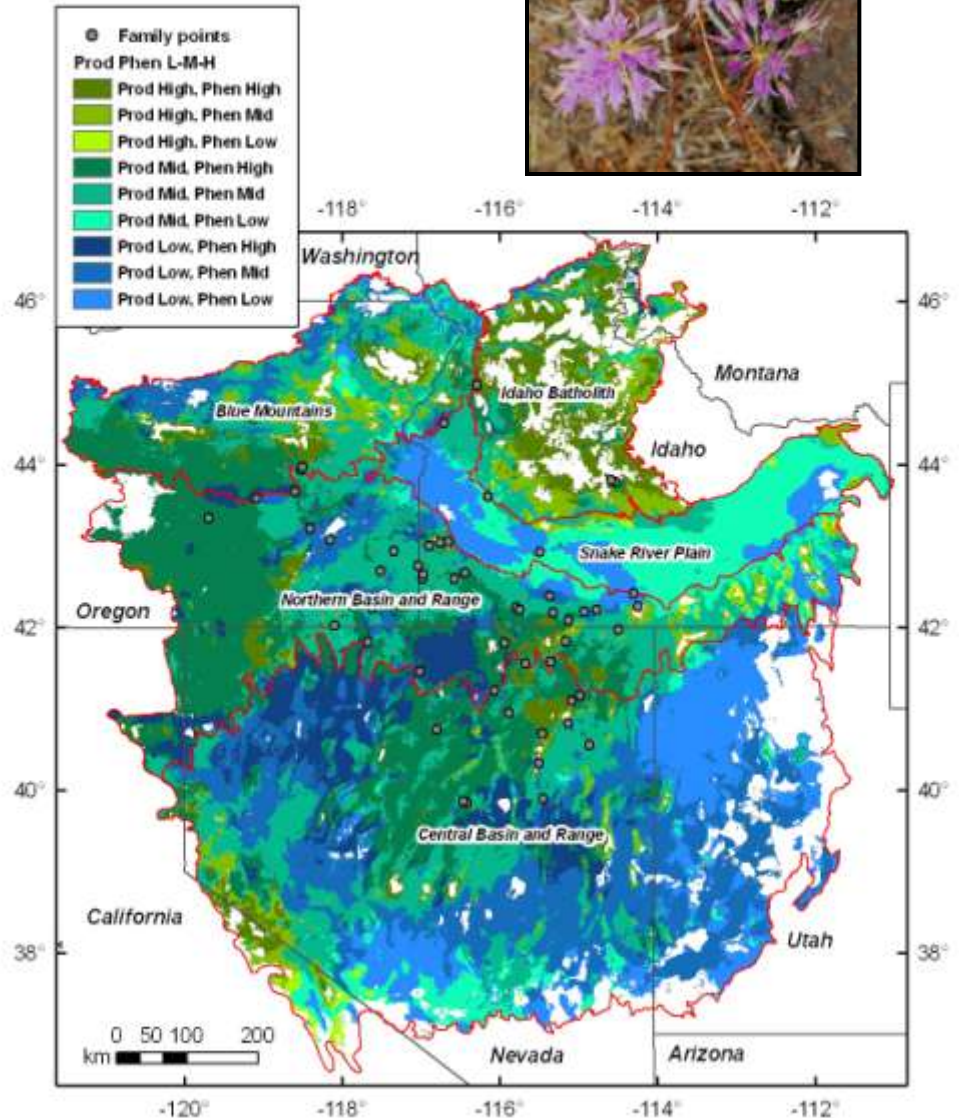 Family points
Prod Phen L-M-H
Prod High, Phen High
Prod High, Phen Mid
Prod High, Phen Low
Prod Mid, Phen High
Prod Mid, Phen Mid
Prod Mid, Phen Low
Prod Low, Phen High
Prod Low, Phen Mid
Prod Low, Phen Low
-118° -116° -114° -112°
Washington
46° 46°
Montana
Idaho Batholith
Blue Mountains
Idaho
44° 44°
Snake River Plain
Northern Basin and Range
Oregon
42° 42°
40° 40°
Central Basin and Range
California
Utah
38° 38°
0 50 100 200
km
Nevada Arizona
-120° -118° -116° -114° -112°